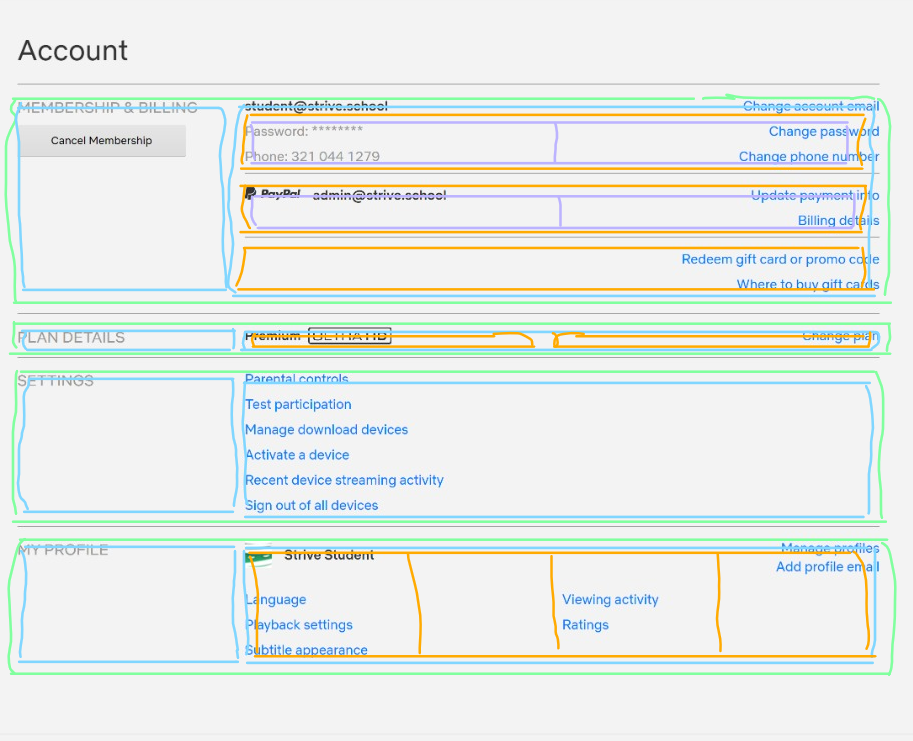 Account
MEMBERSHIP & BILLING
Cancel Membership
student@strive.school
Change account email
Password: ********
Change password
Phone: 321 044 1279
Change phone number
PayPal admin@strive.school
Update payment info
Billing details
Redeem gift card or promo code
Where to buy gift cards
PLAN DETAILS
Premium ULTRA HD
Change plan
SETTINGS
Parental controls
Test participation
Manage download devices
Activate a device
Recent device streaming activity
Sign out of all devices
MY PROFILE
Strive Student
Manage profiles
Add profile email
Language
Viewing activity
Playback settings
Ratings
Subtitle appearance